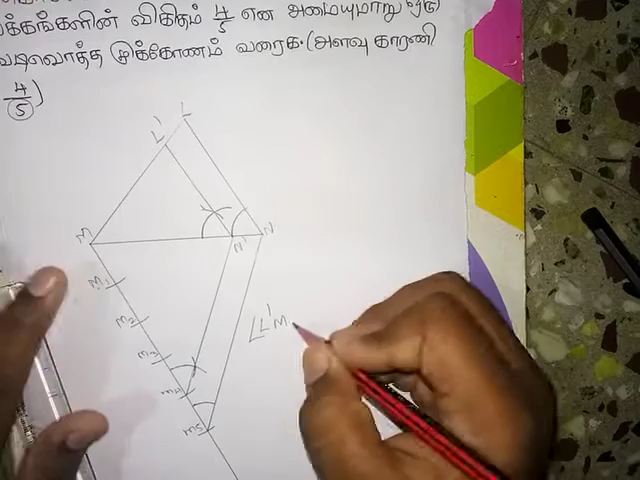 பக்கங்களின் விகிதம் 4/5 என அமையுமாறு ஒரு
வடிவொத்த முக்கோணம் வரைக. (அளவு காரணி
4/5)
L' L
M N' N
M1
M2
M3
M4
M5
∠L'M